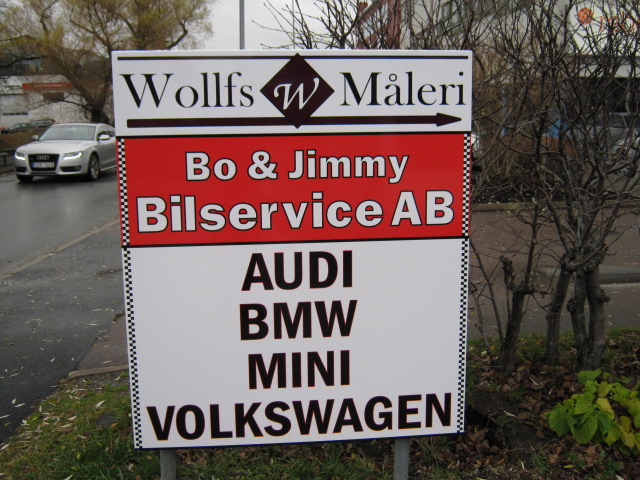 Wollfs W Måleri
Bo & Jimmy
Bilservice AB
AUDI
BMW
MINI
VOLKSWAGEN